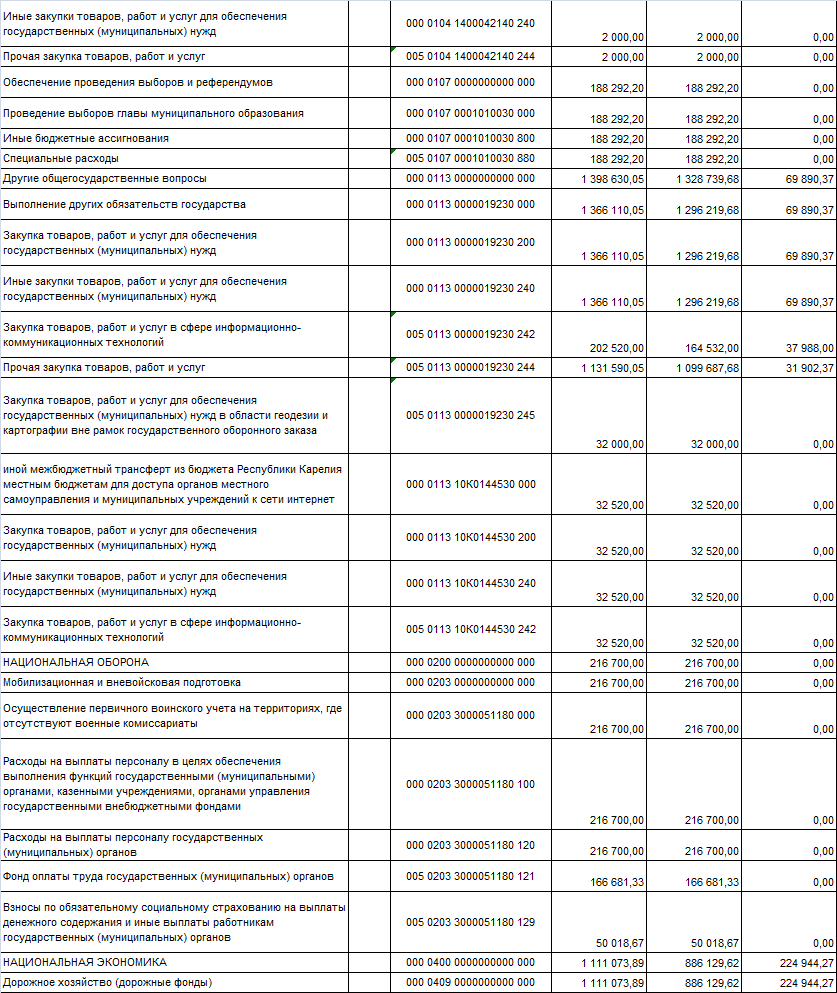 Иные закупки товаров, работ и услуг для обеспечения
государственных (муниципальных) нужд
000 0104 1400042140 240
2 000,00 2 000,00 0,00
Прочая закупка товаров, работ и услуг 005 0104 1400042140 244 2 000,00 2 000,00 0,00
Обеспечение проведения выборов и референдумов 000 0107 0000000000 000
188 292,20 188 292,20 0,00
Проведение выборов главы муниципального образования 000 0107 0001010030 000
188 292,20 188 292,20 0,00
Иные бюджетные ассигнования 000 0107 0001010030 800 188 292,20 188 292,20 0,00
Специальные расходы 005 0107 0001010030 880 188 292,20 188 292,20 0,00
Другие общегосударственные вопросы 000 0113 0000000000 000 1 398 630,05 1 328 739,68 69 890,37
Выполнение других обязательств государства 000 0113 0000019230 000
1 366 110,05 1 296 219,68 69 890,37
Закупка товаров, работ и услуг для обеспечения
государственных (муниципальных) нужд
000 0113 0000019230 200
1 366 110,05 1 296 219,68 69 890,37
Иные закупки товаров, работ и услуг для обеспечения
государственных (муниципальных) нужд
000 0113 0000019230 240
1 366 110,05 1 296 219,68 69 890,37
Закупка товаров, работ и услуг в сфере информационно-
коммуникационных технологий
005 0113 0000019230 242
202 520,00 164 532,00 37 988,00
Прочая закупка товаров, работ и услуг 005 0113 0000019230 244 1 131 590,05 1 099 687,68 31 902,37
Закупка товаров, работ и услуг для обеспечения
государственных (муниципальных) нужд в области геодезии и
картографии вне рамок государственного оборонного заказа
005 0113 0000019230 245
32 000,00 32 000,00 0,00
иной межбюджетный трансферт из бюджета Республики Карелия
местным бюджетам для доступа органов местного
самоуправления и муниципальных учреждений к сети интернет
000 0113 10К0144530 000
32 520,00 32 520,00 0,00
Закупка товаров, работ и услуг для обеспечения
государственных (муниципальных) нужд
000 0113 10К0144530 200
32 520,00 32 520,00 0,00
Иные закупки товаров, работ и услуг для обеспечения
государственных (муниципальных) нужд
000 0113 10К0144530 240
32 520,00 32 520,00 0,00
Закупка товаров, работ и услуг в сфере информационно-
коммуникационных технологий
005 0113 10К0144530 242
32 520,00 32 520,00 0,00
НАЦИОНАЛЬНАЯ ОБОРОНА 000 0200 0000000000 000 216 700,00 216 700,00 0,00
Мобилизационная и вневойсковая подготовка 000 0203 0000000000 000 216 700,00 216 700,00 0,00
Осуществление первичного воинского учета на территориях, где
отсутствуют военные комиссариаты
000 0203 3000051180 000
216 700,00 216 700,00 0,00
Расходы на выплаты персоналу в целях обеспечения
выполнения функций государственными (муниципальными)
органами, казенными учреждениями, органами управления
государственными внебюджетными фондами
000 0203 3000051180 100
216 700,00 216 700,00 0,00
Расходы на выплаты персоналу государственных
(муниципальных) органов
000 0203 3000051180 120
216 700,00 216 700,00 0,00
Фонд оплаты труда государственных (муниципальных) органов 005 0203 3000051180 121
166 681,33 166 681,33 0,00
Взносы по обязательному социальному страхованию на выплаты
денежного содержания и иные выплаты работникам
государственных (муниципальных) органов
005 0203 3000051180 129
50 018,67 50 018,67 0,00
НАЦИОНАЛЬНАЯ ЭКОНОМИКА 000 0400 0000000000 000 1 111 073,89 886 129,62 224 944,27
Дорожное хозяйство (дорожные фонды) 000 0409 0000000000 000 1 111 073,89 886 129,62 224 944,27